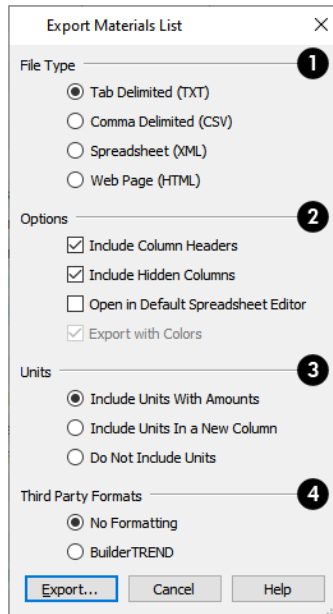 Export Materials List
File Type 1
Tab Delimited (TXT)
Comma Delimited (CSV)
Spreadsheet (XML)
Web Page (HTML)
Options 2
Include Column Headers
Include Hidden Columns
Open in Default Spreadsheet Editor
Export with Colors
Units 3
Include Units With Amounts
Include Units In a New Column
Do Not Include Units
Third Party Formats 4
No Formatting
BuilderTREND
Export... Cancel Help